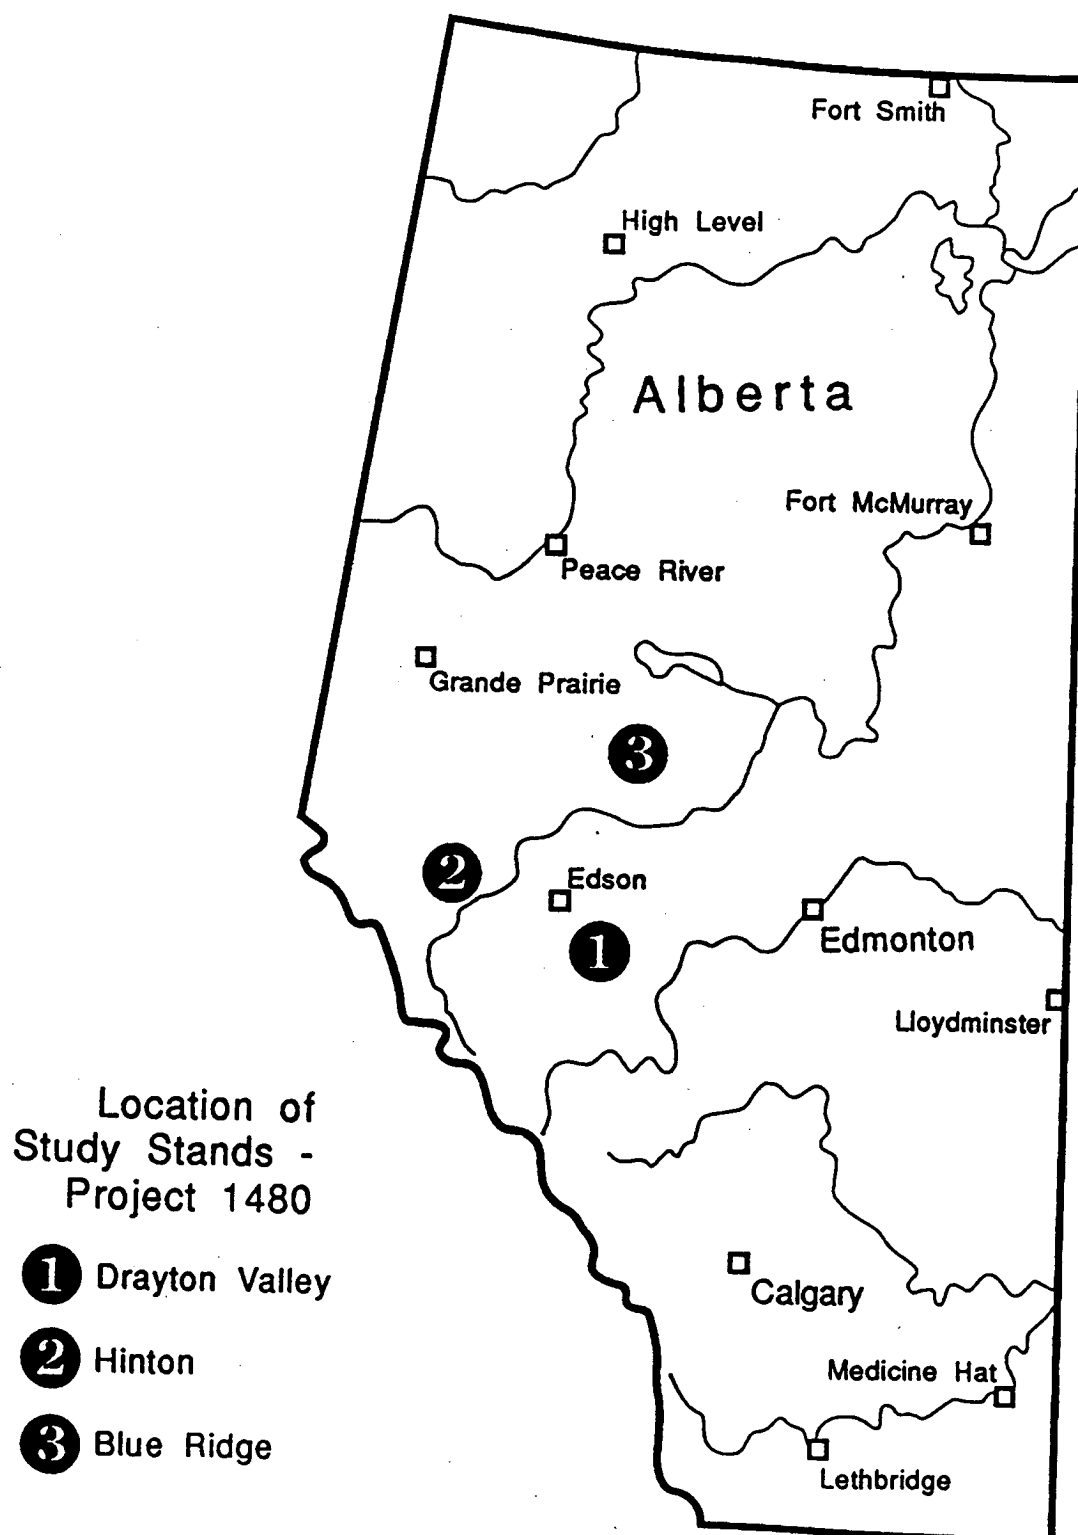 Fort Smith
High Level
Alberta
Fort McMurray
Peace River
Grande Prairie
3
2
Edson
1
Edmonton
Lloydminster
Location of
Study Stands -
Project 1480
1 Drayton Valley
Calgary
2 Hinton
Medicine Hat
3 Blue Ridge
Lethbridge